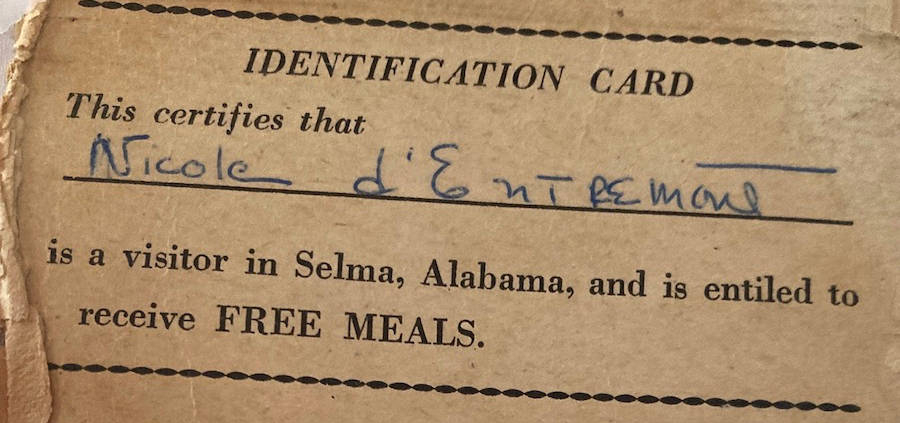 IDENTIFICATION CARD
This certifies that
Nicole d'Entremont
is a visitor in Selma, Alabama, and is entiled to
receive FREE MEALS.